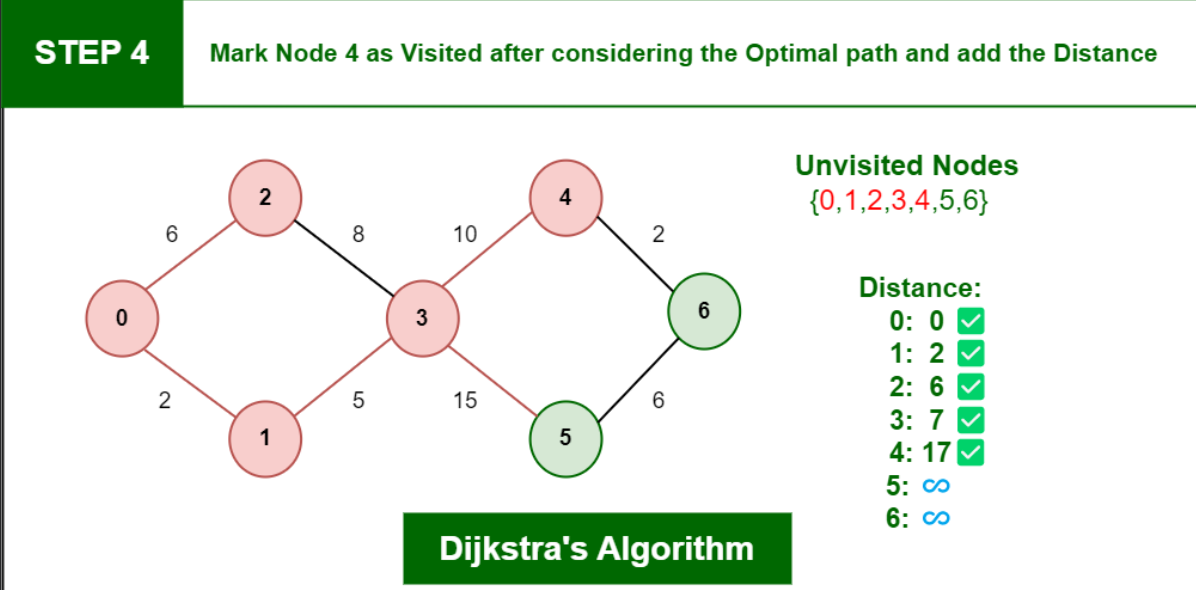 STEP 4
Mark Node 4 as Visited after considering the Optimal path and add the Distance
Unvisited Nodes
{0,1,2,3,4,5,6}
2
4
6
8
10
2
0
3
6
2
5
15
6
1
5
Distance:
0: 0 ✅
1: 2 ✅
2: 6 ✅
3: 7 ✅
4: 17 ✅
5: ∞
6: ∞
Dijkstra's Algorithm